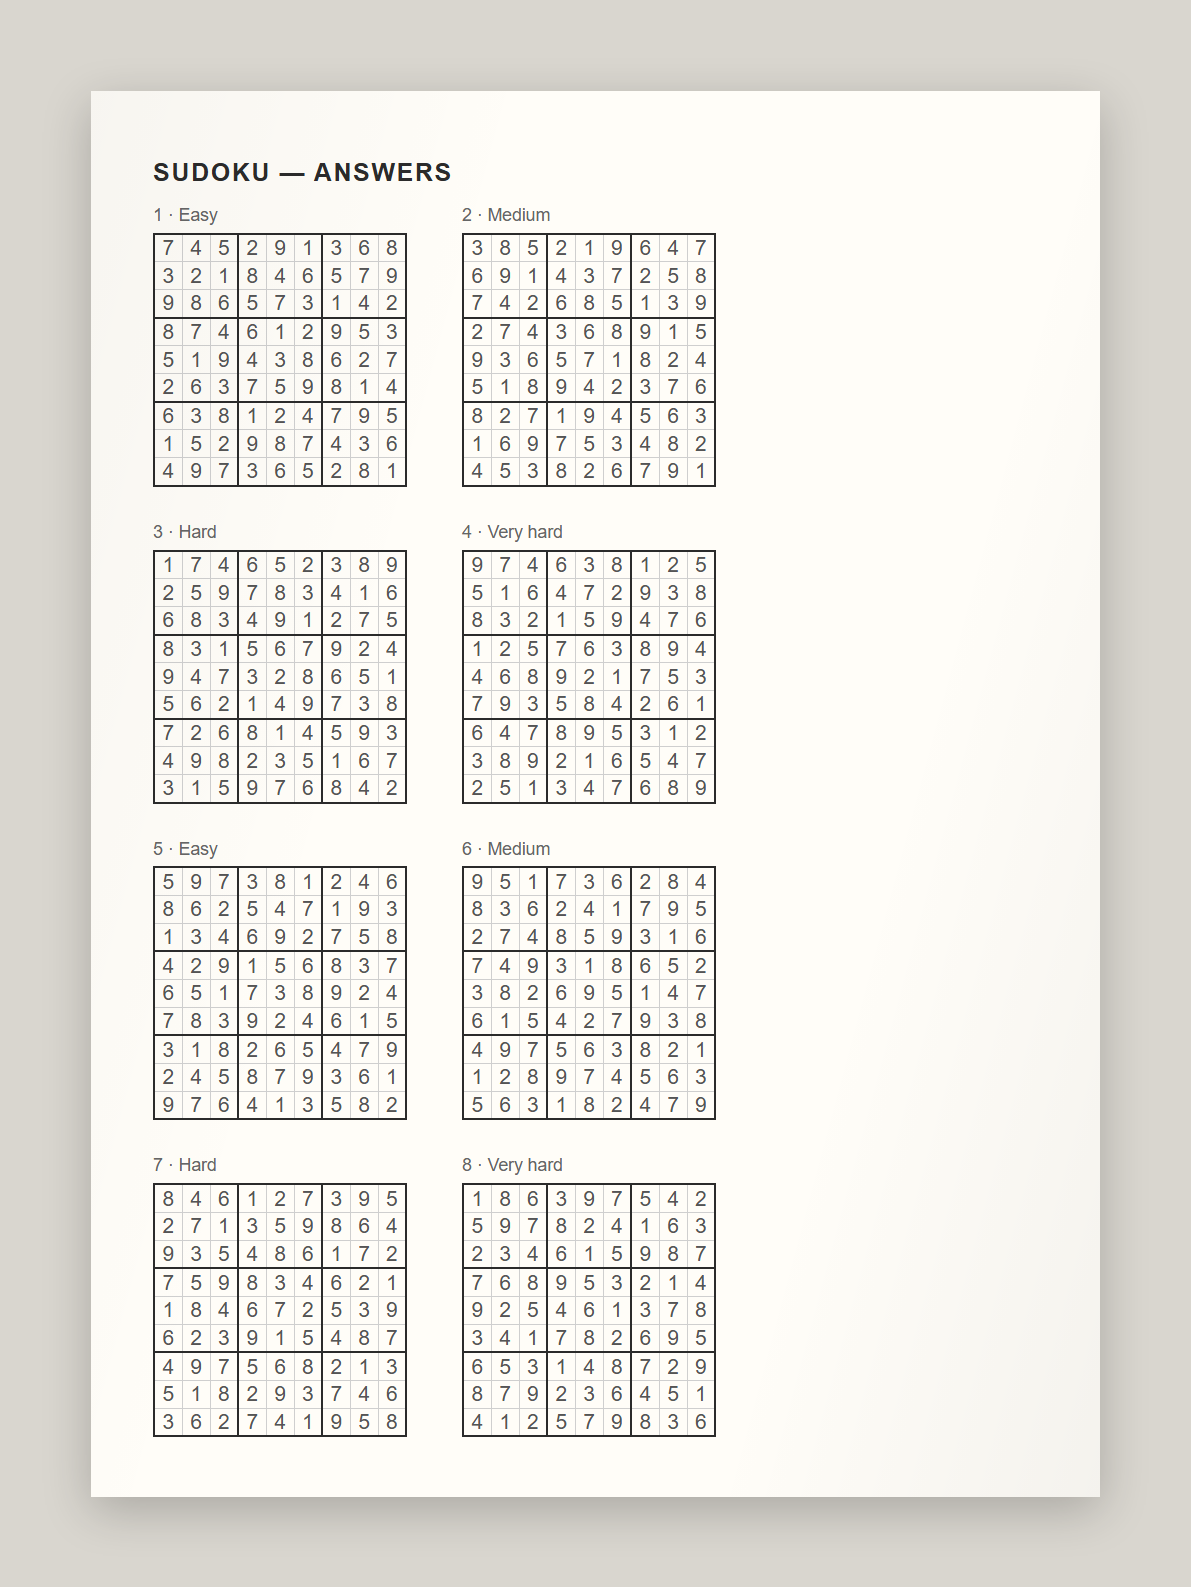 SUDOKU — ANSWERS
1 · Easy
7 4 5 2 9 1 3 6 8
3 2 1 8 4 6 5 7 9
9 8 6 5 7 3 1 4 2
8 7 4 6 1 2 9 5 3
5 1 9 4 3 8 6 2 7
2 6 3 7 5 9 8 1 4
6 3 8 1 2 4 7 9 5
1 5 2 9 8 7 4 3 6
4 9 7 3 6 5 2 8 1
2 · Medium
3 8 5 2 1 9 6 4 7
6 9 1 4 3 7 2 5 8
7 4 2 6 8 5 1 3 9
2 7 4 3 6 8 9 1 5
9 3 6 5 7 1 8 2 4
5 1 8 9 4 2 3 7 6
8 2 7 1 9 4 5 6 3
1 6 9 7 5 3 4 8 2
4 5 3 8 2 6 7 9 1
3 · Hard
1 7 4 6 5 2 3 8 9
2 5 9 7 8 3 4 1 6
6 8 3 4 9 1 2 7 5
8 3 1 5 6 7 9 2 4
9 4 7 3 2 8 6 5 1
5 6 2 1 4 9 7 3 8
7 2 6 8 1 4 5 9 3
4 9 8 2 3 5 1 6 7
3 1 5 9 7 6 8 4 2
4 · Very hard
9 7 4 6 3 8 1 2 5
5 1 6 4 7 2 9 3 8
8 3 2 1 5 9 4 7 6
1 2 5 7 6 3 8 9 4
4 6 8 9 2 1 7 5 3
7 9 3 5 8 4 2 6 1
6 4 7 8 9 5 3 1 2
3 8 9 2 1 6 5 4 7
2 5 1 3 4 7 6 8 9
5 · Easy
5 9 7 3 8 1 2 4 6
8 6 2 5 4 7 1 9 3
1 3 4 6 9 2 7 5 8
4 2 9 1 5 6 8 3 7
6 5 1 7 3 8 9 2 4
7 8 3 9 2 4 6 1 5
3 1 8 2 6 5 4 7 9
2 4 5 8 7 9 3 6 1
9 7 6 4 1 3 5 8 2
6 · Medium
9 5 1 7 3 6 2 8 4
8 3 6 2 4 1 7 9 5
2 7 4 8 5 9 3 1 6
7 4 9 3 1 8 6 5 2
3 8 2 6 9 5 1 4 7
6 1 5 4 2 7 9 3 8
4 9 7 5 6 3 8 2 1
1 2 8 9 7 4 5 6 3
5 6 3 1 8 2 4 7 9
7 · Hard
8 4 6 1 2 7 3 9 5
2 7 1 3 5 9 8 6 4
9 3 5 4 8 6 1 7 2
7 5 9 8 3 4 6 2 1
1 8 4 6 7 2 5 3 9
6 2 3 9 1 5 4 8 7
4 9 7 5 6 8 2 1 3
5 1 8 2 9 3 7 4 6
3 6 2 7 4 1 9 5 8
8 · Very hard
1 8 6 3 9 7 5 4 2
5 9 7 8 2 4 1 6 3
2 3 4 6 1 5 9 8 7
7 6 8 9 5 3 2 1 4
9 2 5 4 6 1 3 7 8
3 4 1 7 8 2 6 9 5
6 5 3 1 4 8 7 2 9
8 7 9 2 3 6 4 5 1
4 1 2 5 7 9 8 3 6